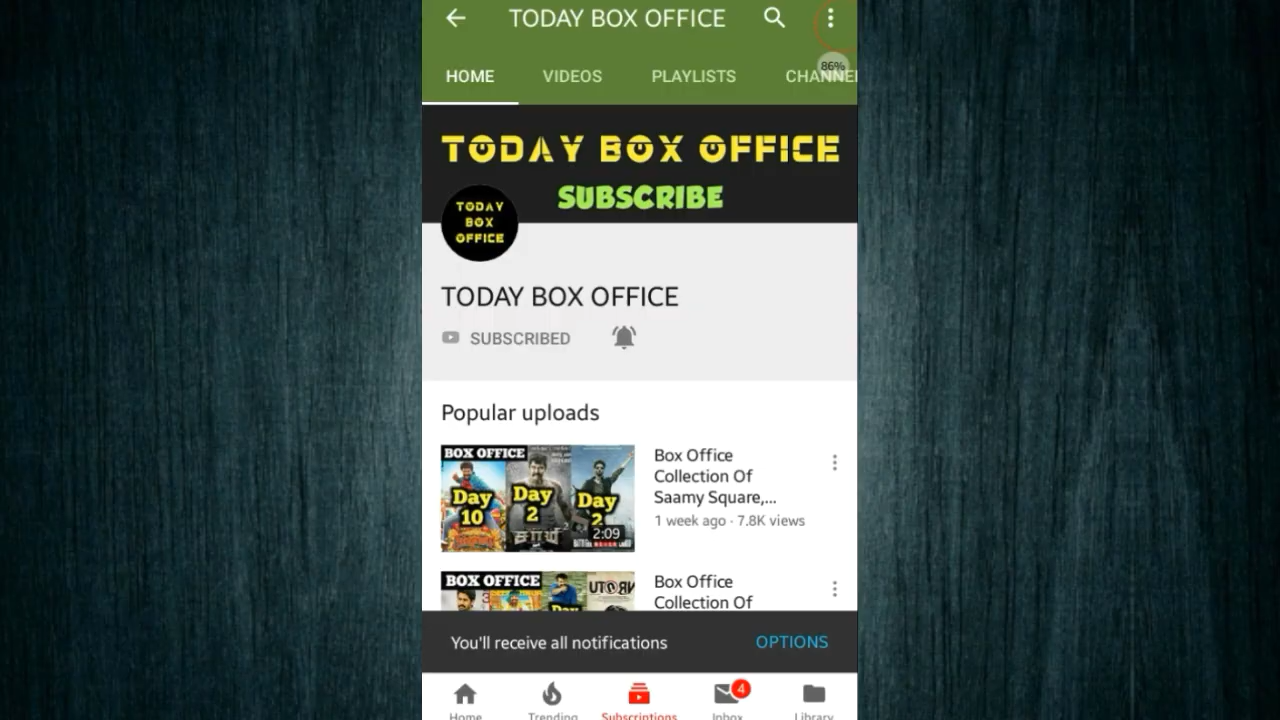 TODAY BOX OFFICE
86%
HOME VIDEOS PLAYLISTS CHANNEL
TODAY BOX OFFICE
SUBSCRIBE
TODAY
BOX
OFFICE
TODAY BOX OFFICE
SUBSCRIBED
Popular uploads
BOX OFFICE
Day
10
Day
2
Day
2
சாமி
2:09
Box Office
Collection Of
Saamy Square,...
1 week ago · 7.8K views
BOX OFFICE
Day
Box Office
Collection Of
You'll receive all notifications OPTIONS
4
Home Trending Subscriptions Inbox Library